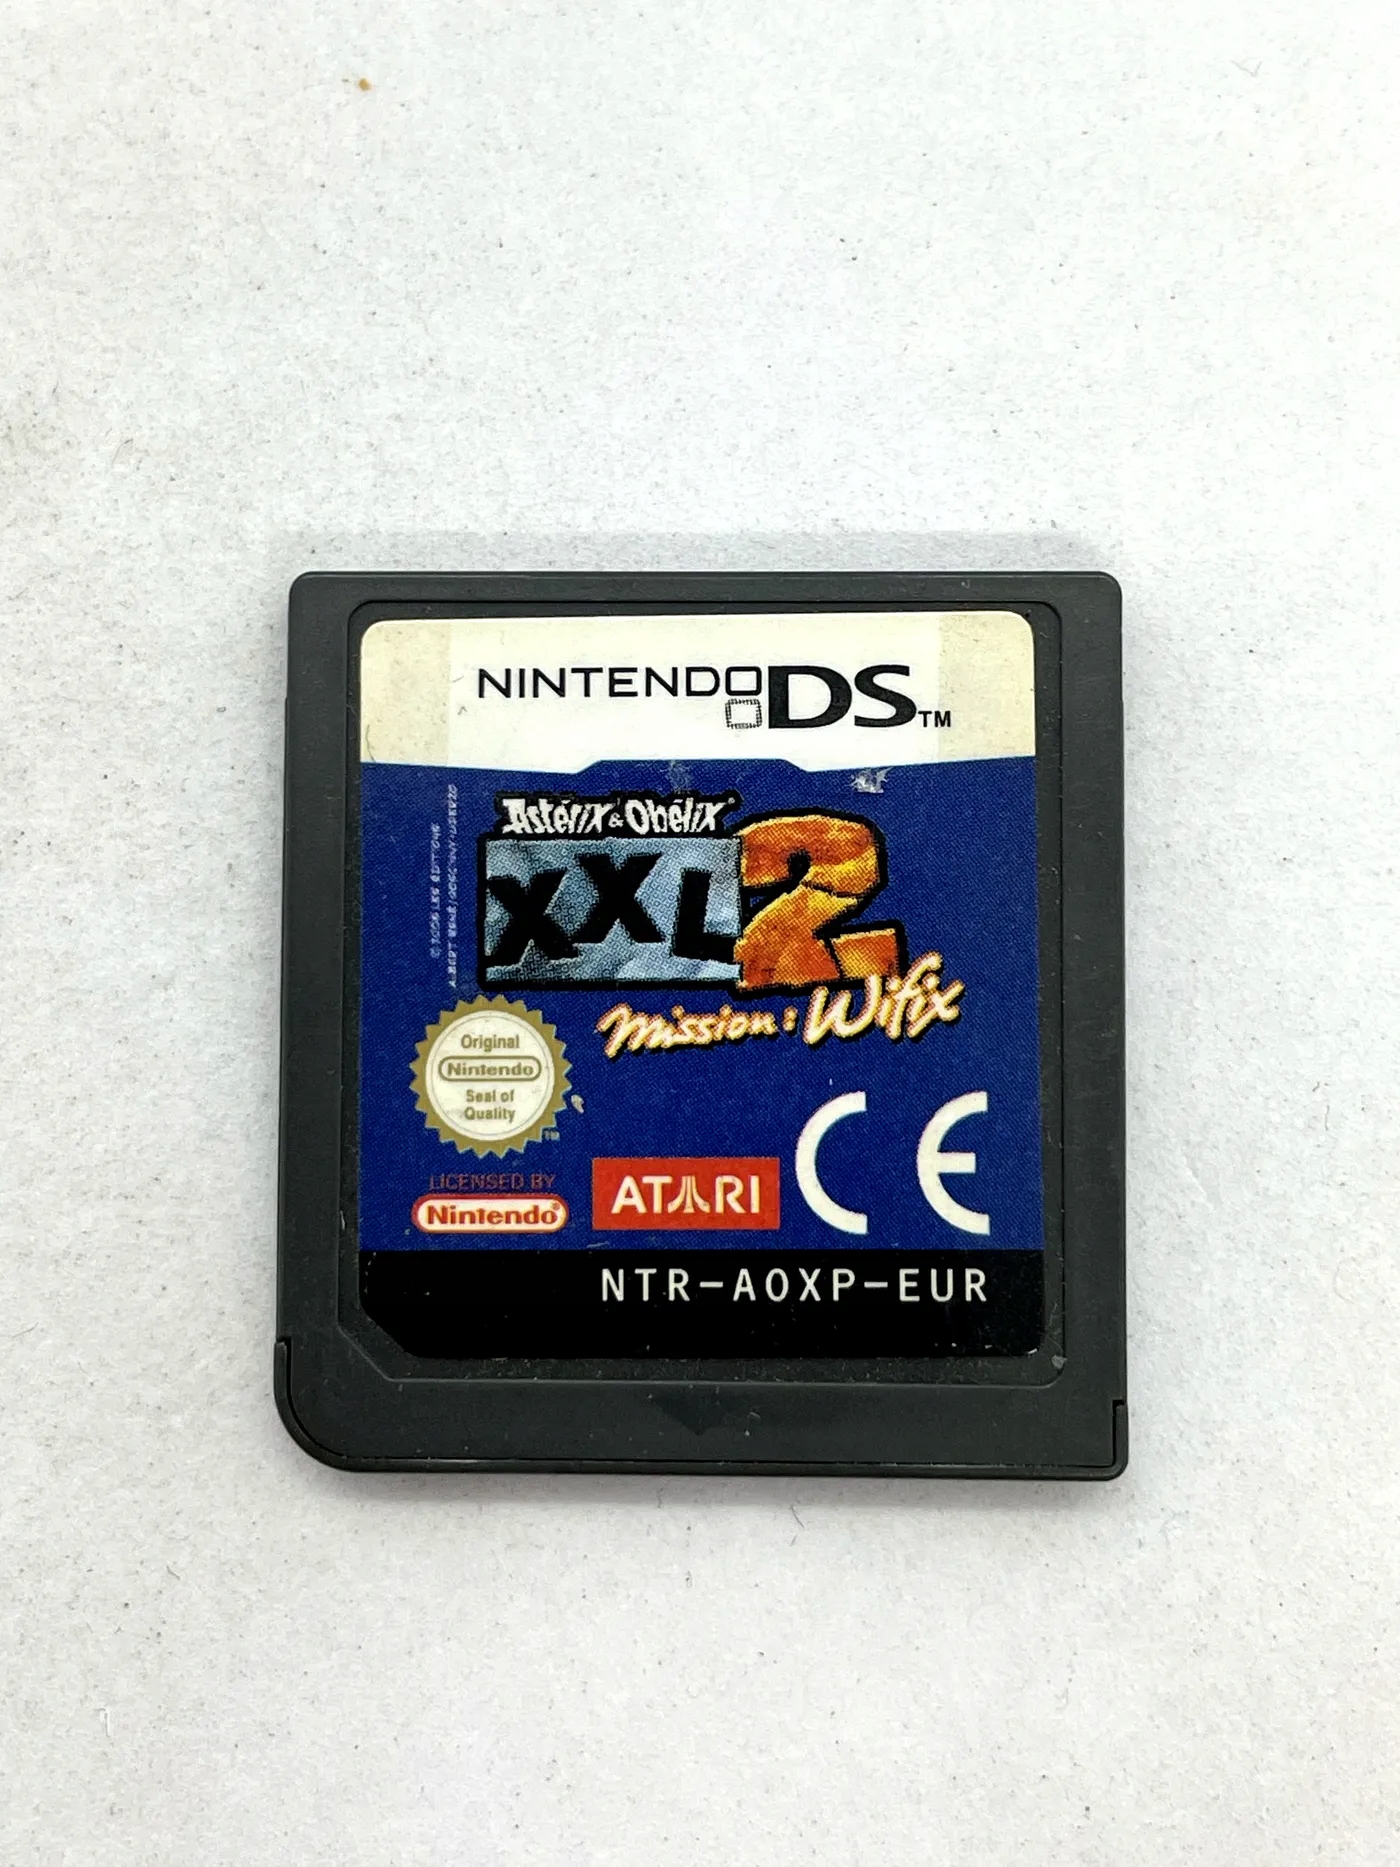 NINTENDO DS™
Astérix & Obélix
XXL 2
Mission: Wifix
Original
Nintendo
Seal of
Quality
TM
LICENSED BY
Nintendo®
ATARI
CE
NTR-AOXP-EUR